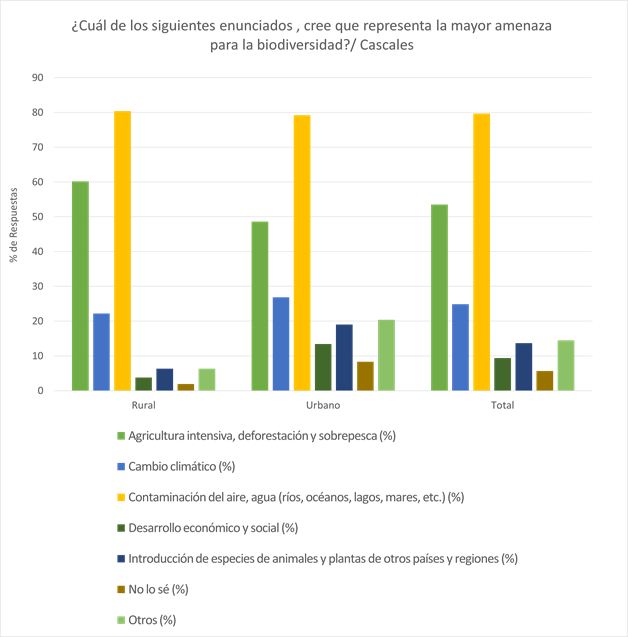 ¿Cuál de los siguientes enunciados , cree que representa la mayor amenaza
para la biodiversidad?/ Cascales
90
80
70
60
50
40
30
20
10
0
% de Respuestas
Rural
Urbano
Total
Agricultura intensiva, deforestación y sobrepesca (%)
Cambio climático (%)
Contaminación del aire, agua (ríos, océanos, lagos, mares, etc.) (%)
Desarrollo económico y social (%)
Introducción de especies de animales y plantas de otros países y regiones (%)
No lo sé (%)
Otros (%)